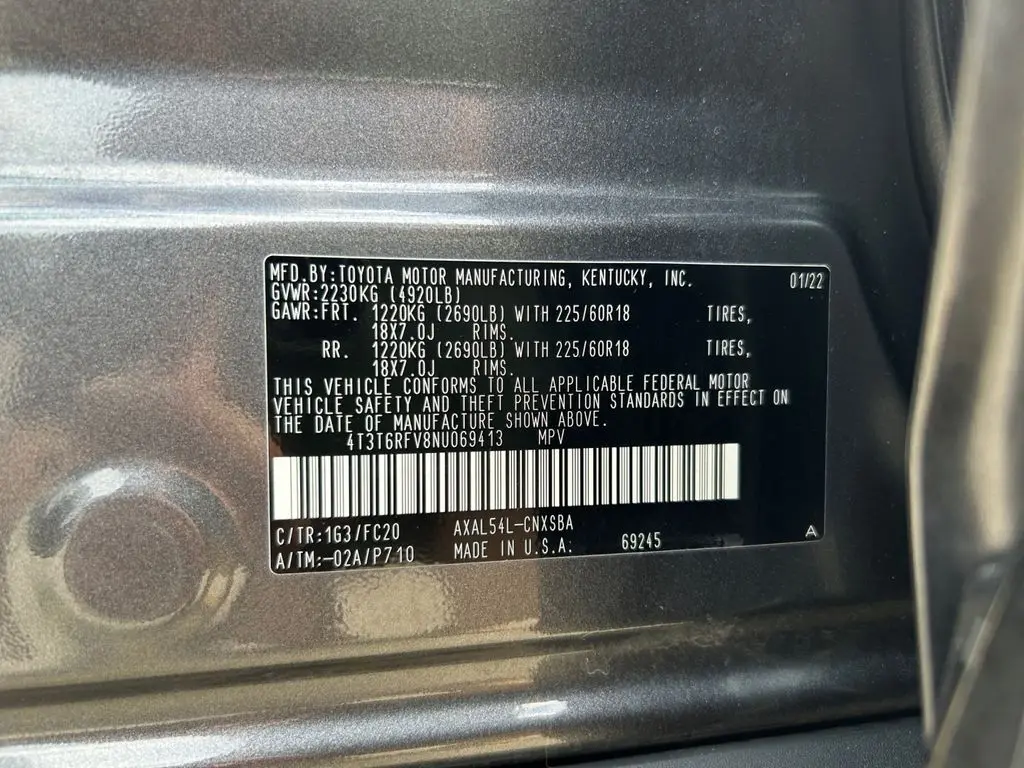 MFD.BY:TOYOTA MOTOR MANUFACTURING, KENTUCKY, INC. 01/22
GVWR:2230KG (4920LB)
GAWR:FRT. 1220KG (2690LB) WITH 225/60R18 TIRES,
18X7.0J RIMS.
RR. 1220KG (2690LB) WITH 225/60R18 TIRES,
18X7.0J RIMS.
THIS VEHICLE CONFORMS TO ALL APPLICABLE FEDERAL MOTOR
VEHICLE SAFETY AND THEFT PREVENTION STANDARDS IN EFFECT ON
THE DATE OF MANUFACTURE SHOWN ABOVE.
4T3T6RFV8NU069413 MPV
C/TR:1G3/FC20 AXAL54L-CNXSBA A
A/TM:-02A/P710 MADE IN U.S.A: 69245